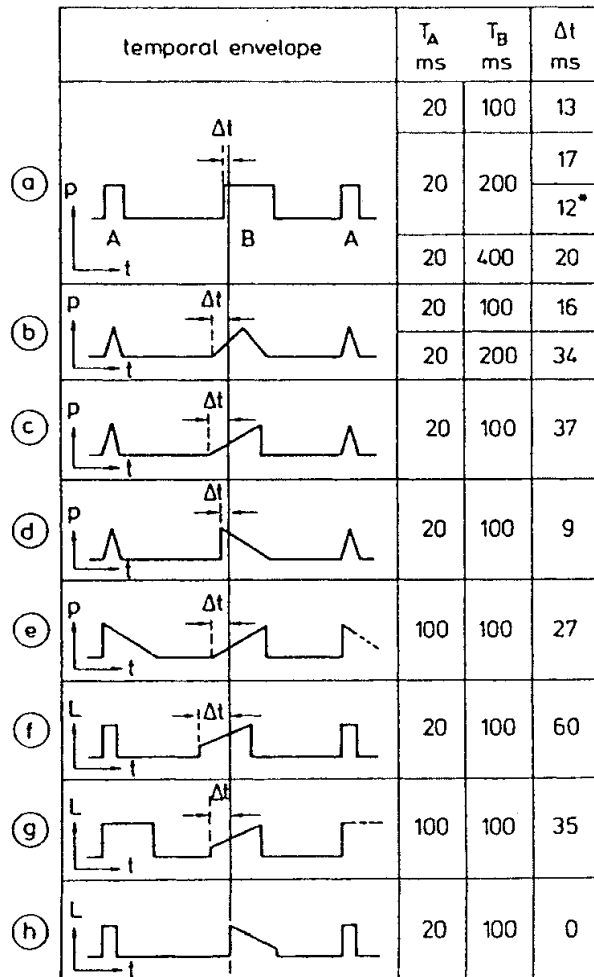 temporal envelope T_A ms T_B ms Δt ms
20 100 13
Δt
17
a p 20 200
12*
A B A
t 20 400 20
b p Δt t 20 100 16
20 200 34
c p Δt t 20 100 37
d p Δt t 20 100 9
e p Δt t 100 100 27
f L Δt t 20 100 60
g L Δt t 100 100 35
h L t 20 100 0